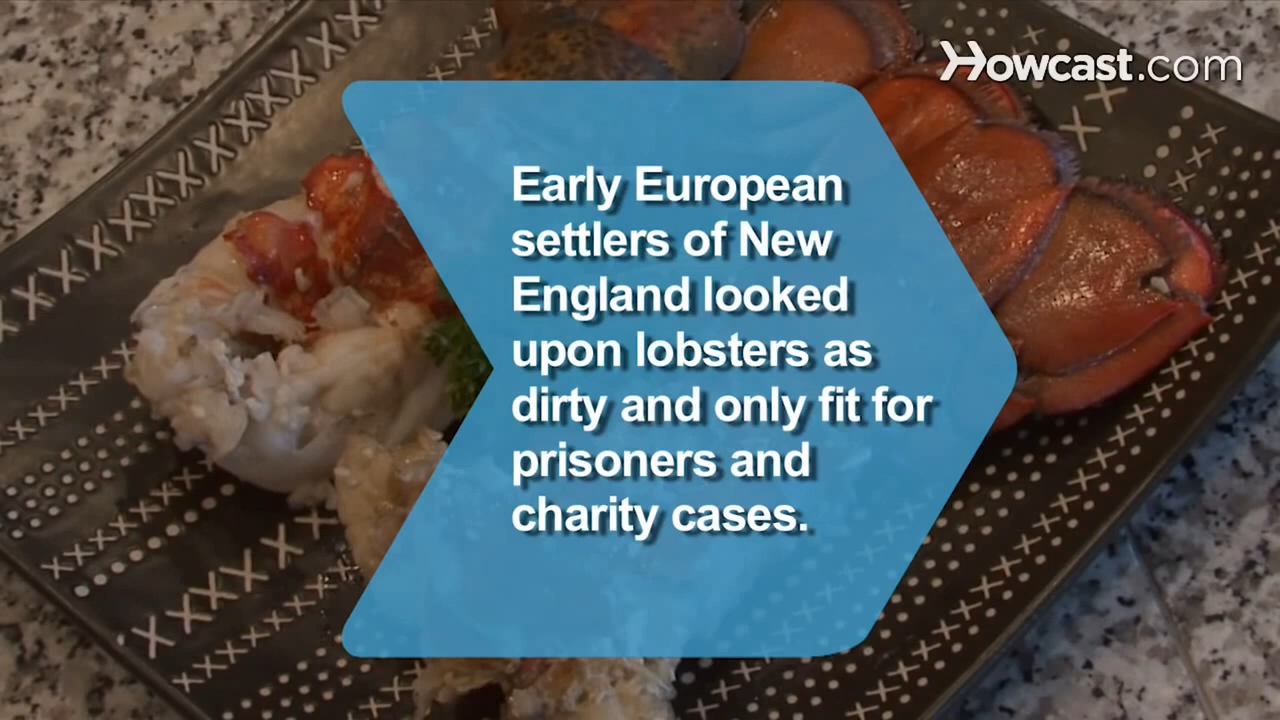 Howcast.com
Early European
settlers of New
England looked
upon lobsters as
dirty and only fit for
prisoners and
charity cases.